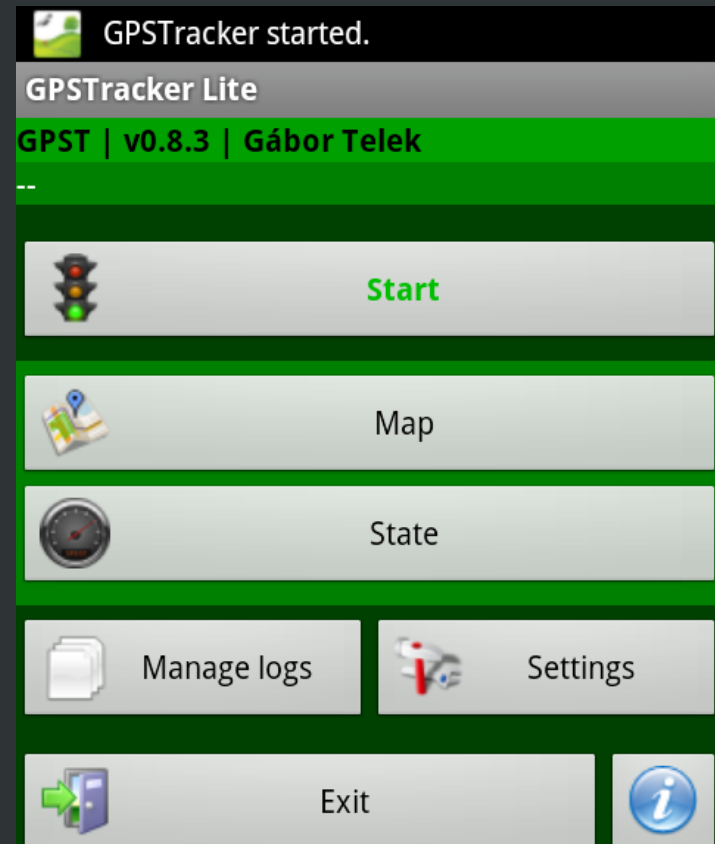 GPSTracker started.
GPSTracker Lite
GPST | v0.8.3 | Gábor Telek
--
Start
Map
State
Manage logs
Settings
Exit